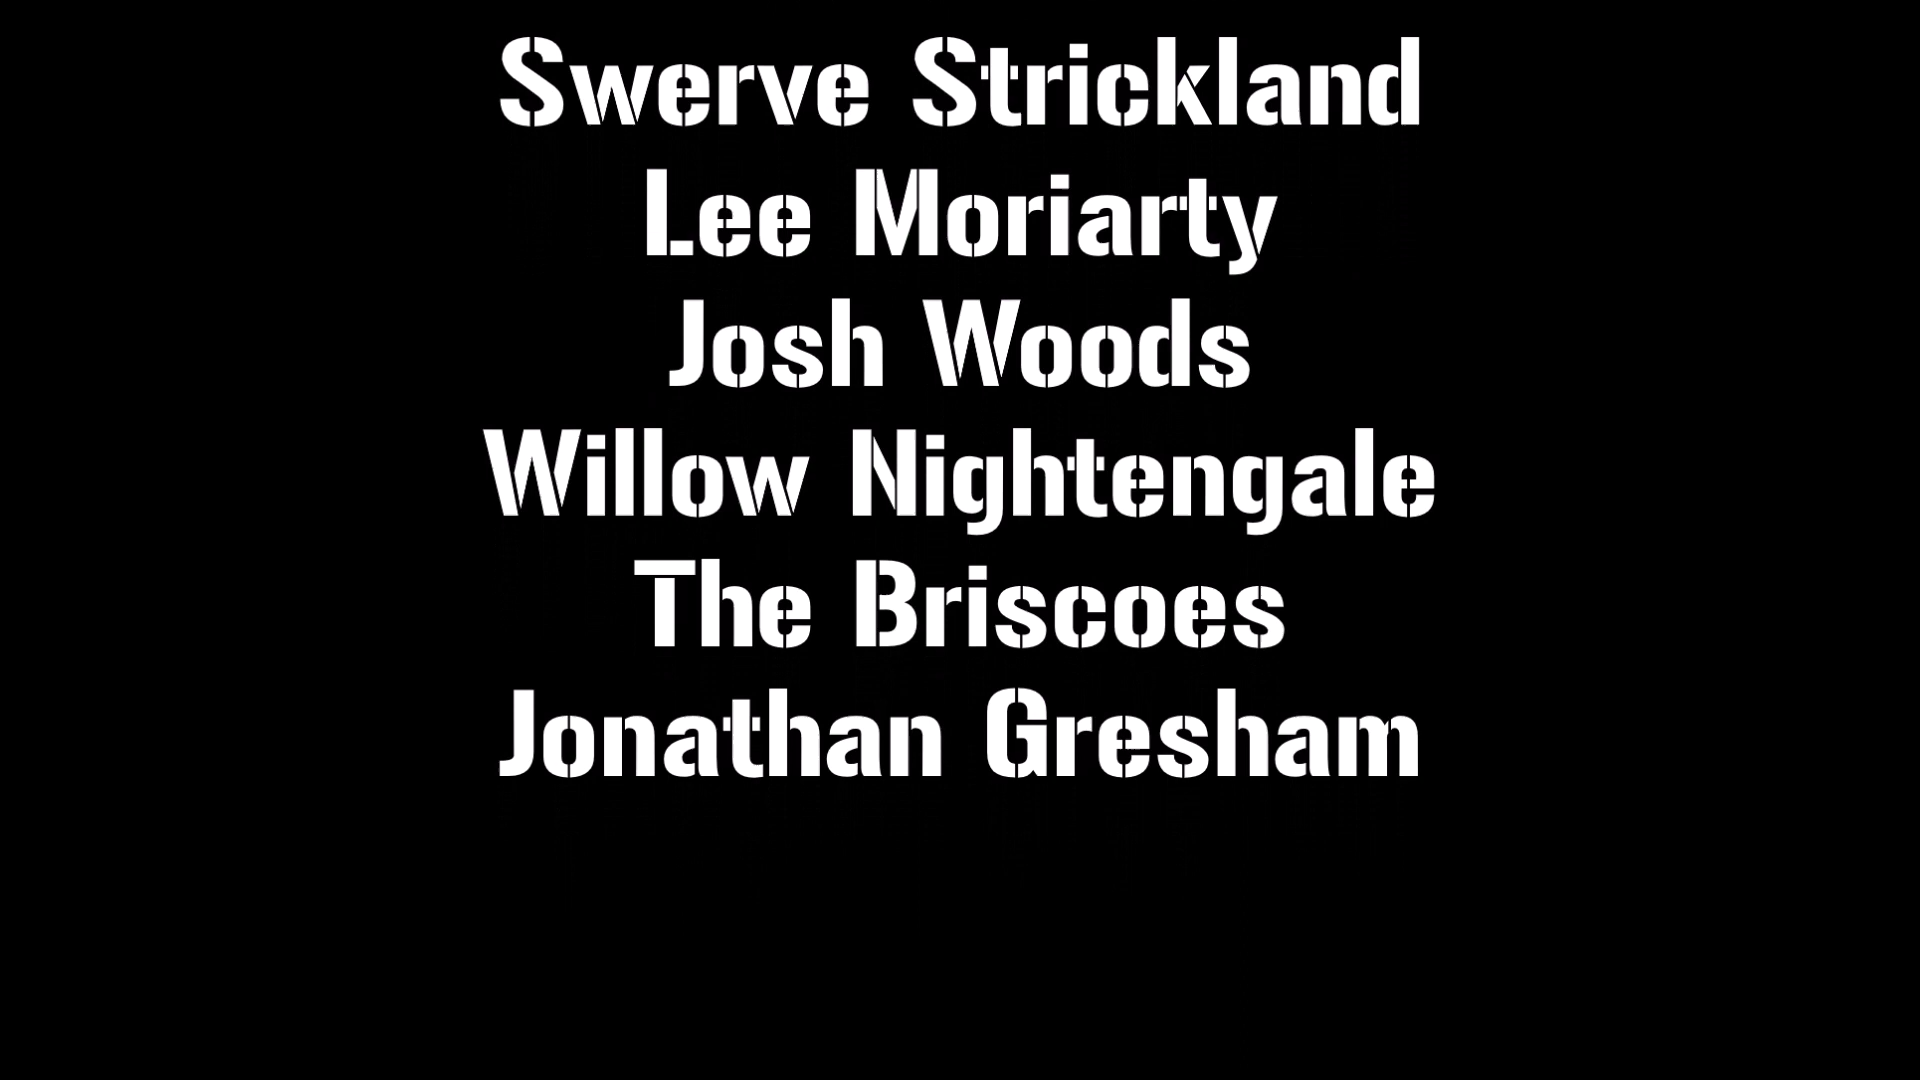 Swerve Strickland
Lee Moriarty
Josh Woods
Willow Nightengale
The Briscoes
Jonathan Gresham